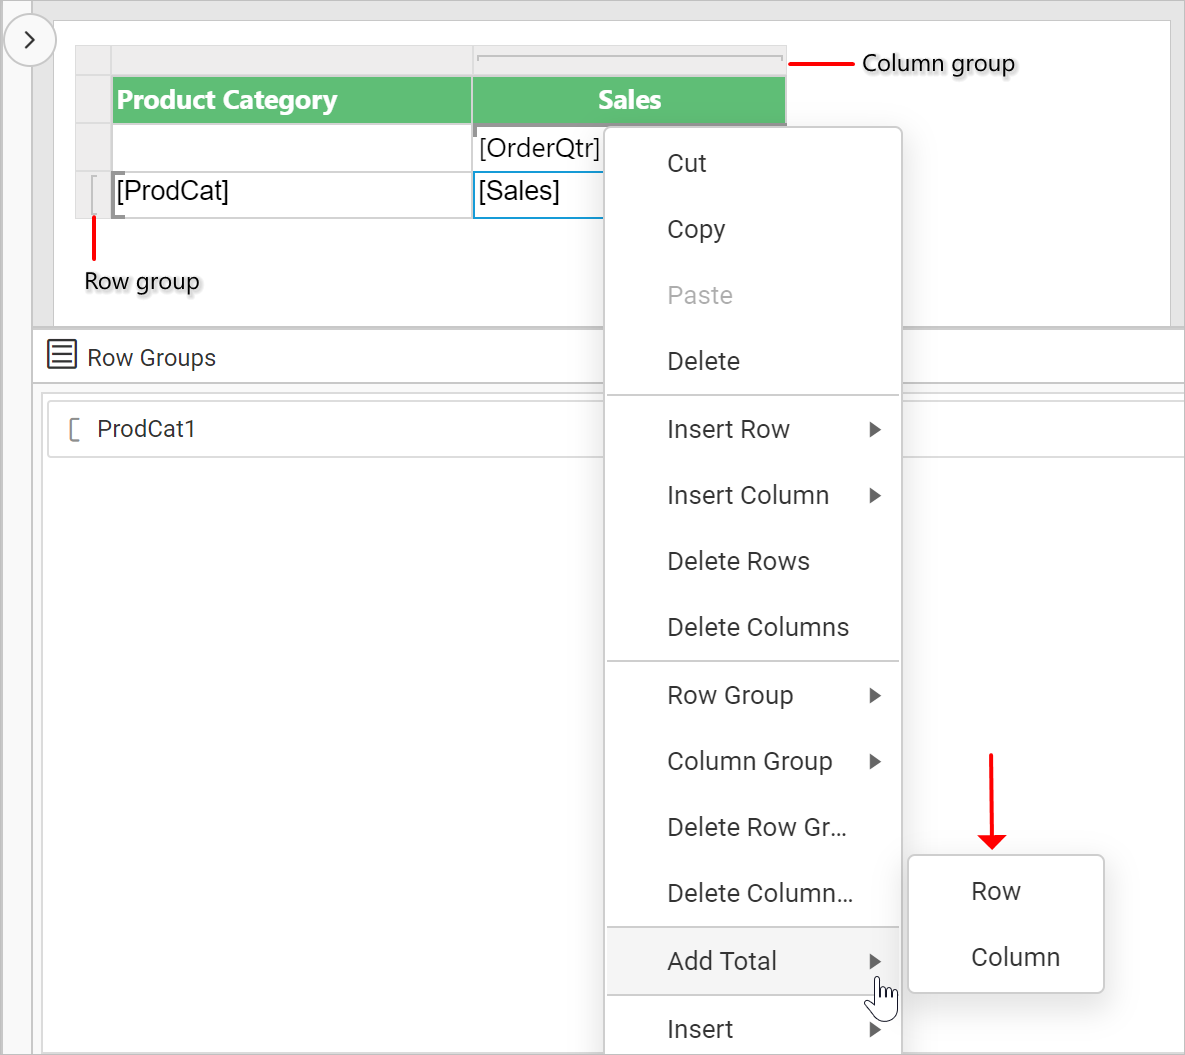 Column group
Product Category
Sales
[OrderQtr]
[ProdCat]
[Sales]
Row group
Row Groups
ProdCat1
Cut
Copy
Paste
Delete
Insert Row
Insert Column
Delete Rows
Delete Columns
Row Group
Column Group
Delete Row Gr...
Delete Column...
Add Total
Insert
Row
Column